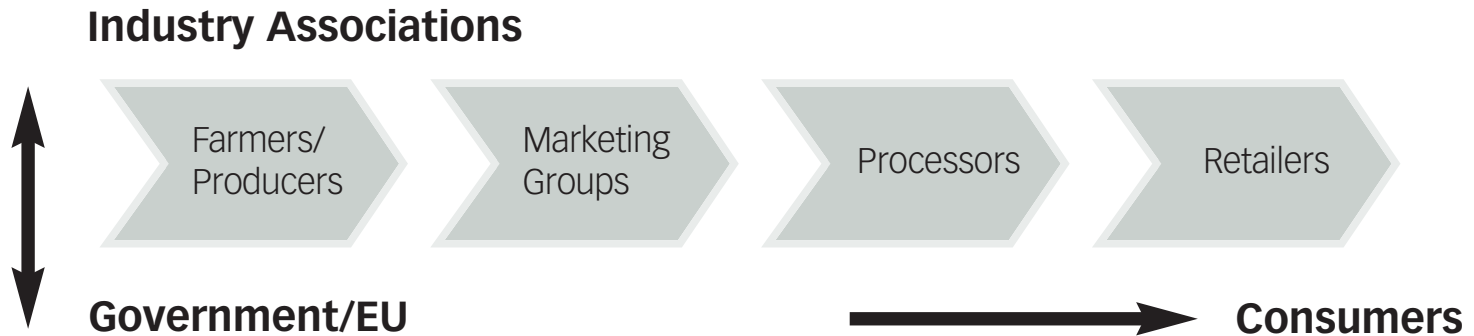 Industry Associations
Farmers/
Producers
Marketing
Groups
Processors
Retailers
Government/EU
Consumers